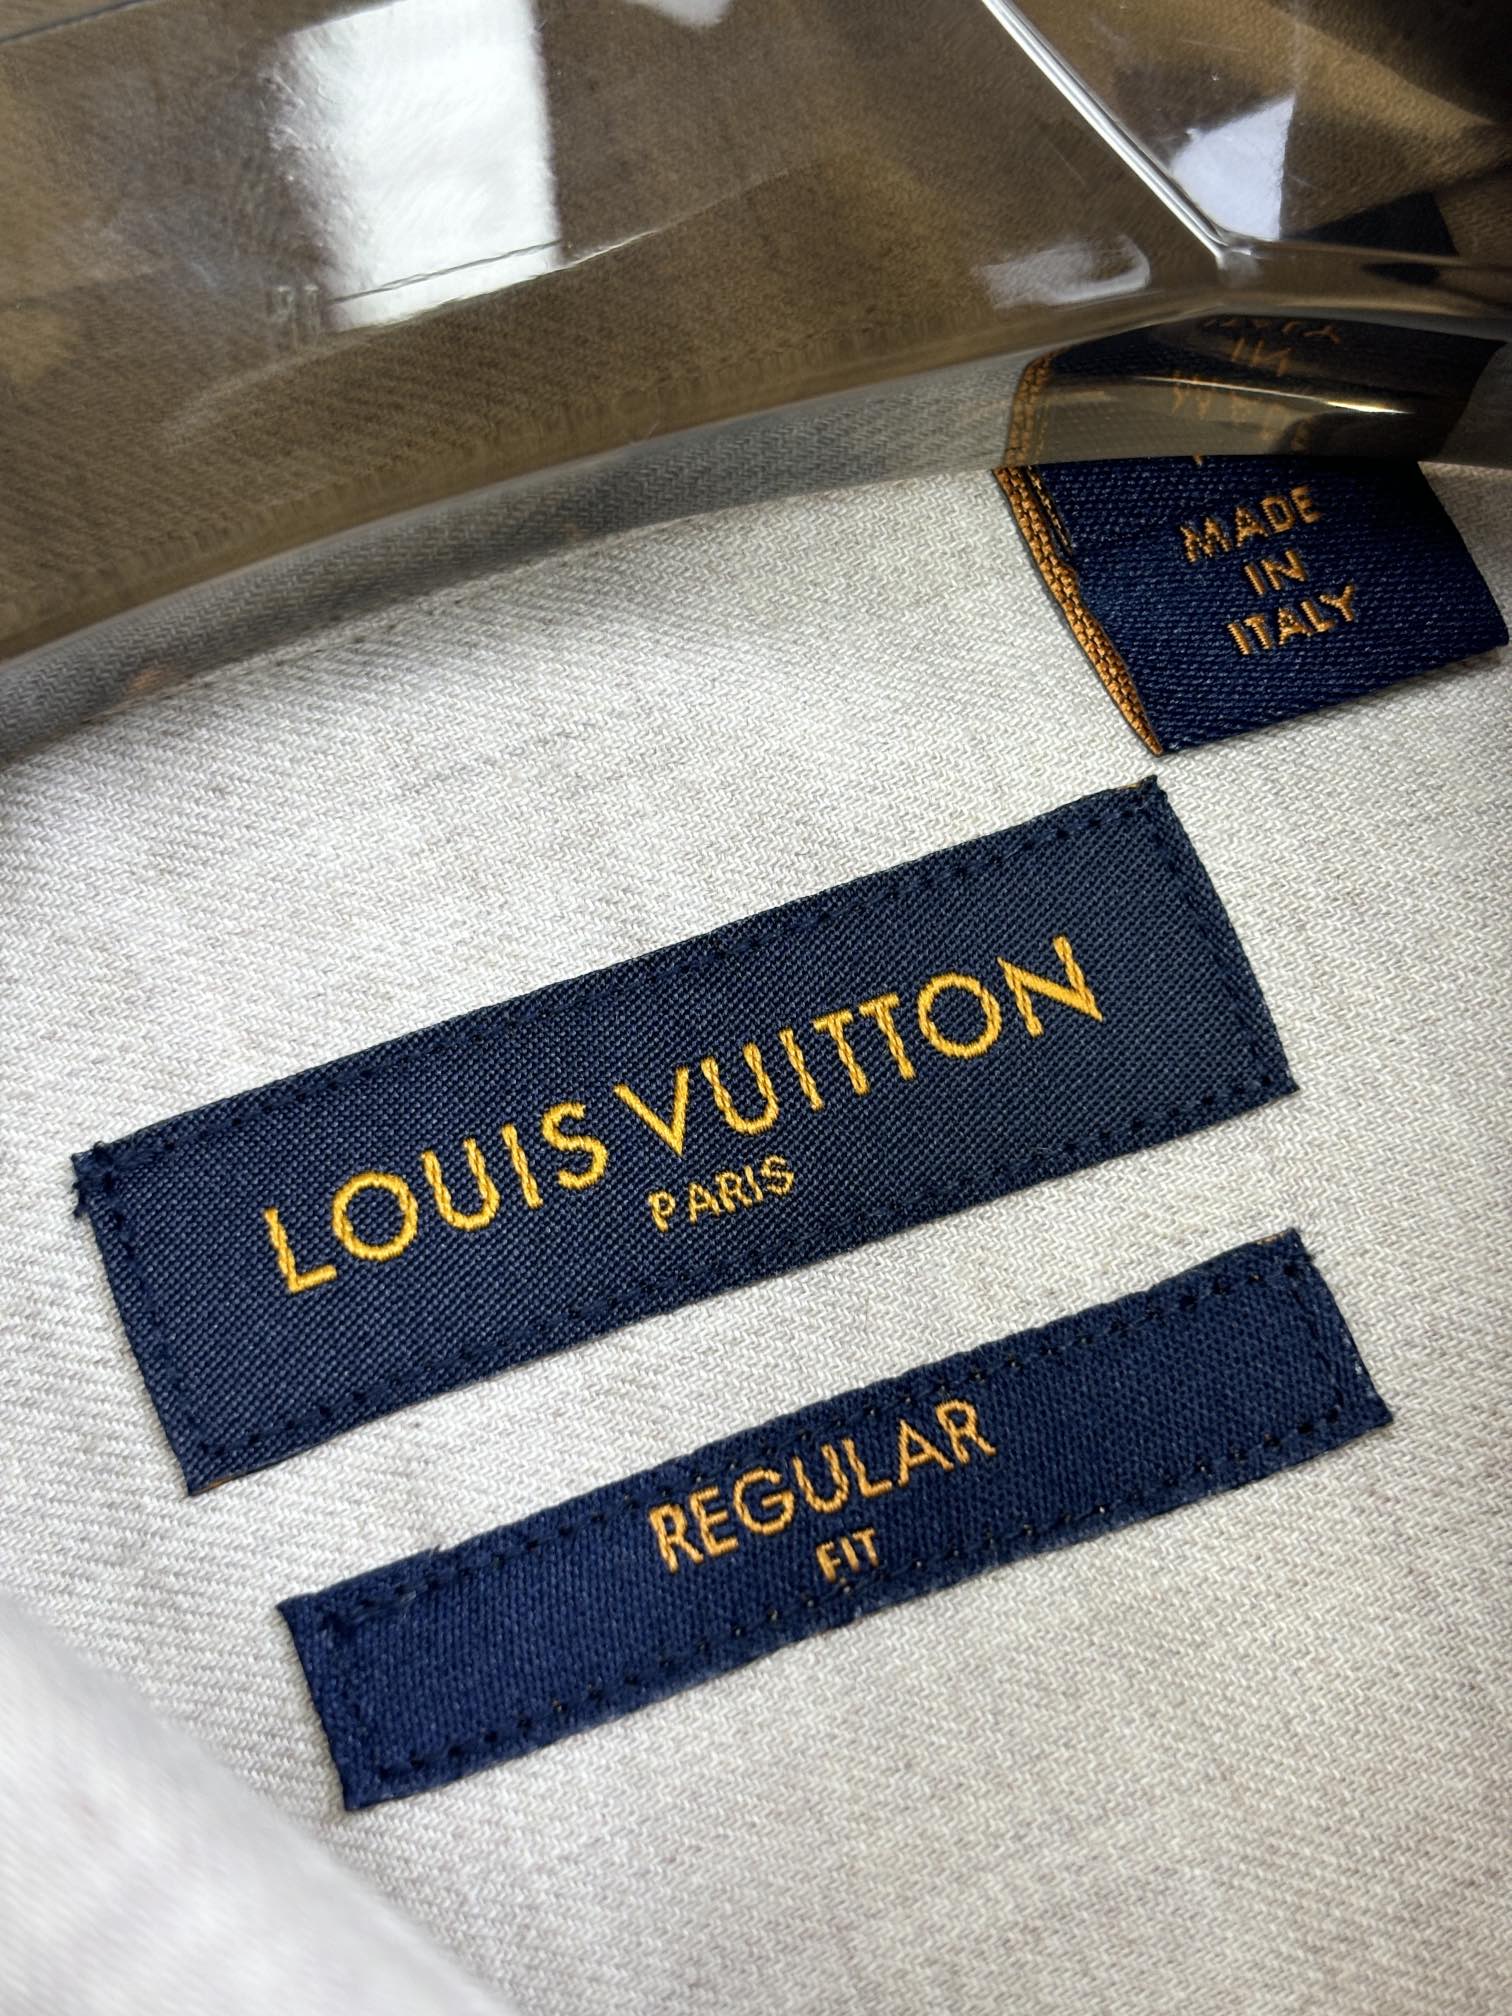 MADE
IN
ITALY
LOUIS VUITTON
PARIS
REGULAR
FIT